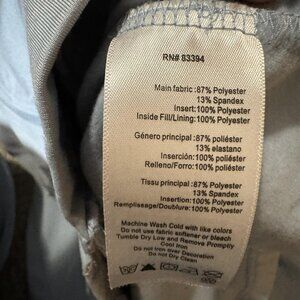 RN# 83394
Main fabric: 87% Polyester
13% Spandex
Insert: 100% Polyester
Inside Fill/Lining: 100% Polyester
Género principal: 87% poliéster
13% elastano
Inserción: 100% poliéster
Relleno/Forro: 100% poliéster
Tissu principal: 87% Polyester
13% Spandex
Insertion: 100% Polyester
Remplissage/Doublure: 100% Polyester
Machine Wash Cold with like colors
Do not use fabric softener or bleach
Tumble Dry Low and Remove Promptly
Cool Iron
Do not Iron over Decoration
Do not Dry Clean